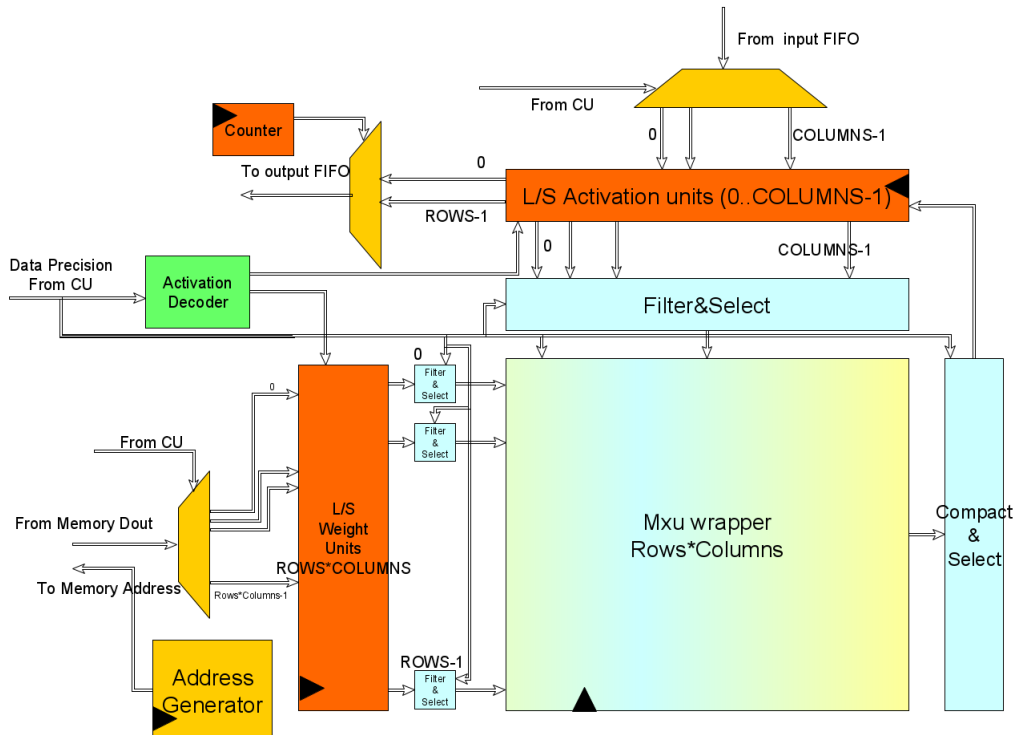 From  input FIFO
From CU
Counter
0
COLUMNS-1
To output FIFO
0
ROWS-1
L/S Activation units (0..COLUMNS-1)
0
COLUMNS-1
Data Precision
From CU
Activation
Decoder
Filter&Select
0
Filter
&
Select
0
Filter
&
Select
From CU
L/S
Weight
Units
ROWS*COLUMNS
Mxu wrapper
Rows*Columns
Compact
&
Select
From Memory Dout
To Memory Address
Rows*Columns-1
ROWS-1
Filter
&
Select
Address
Generator